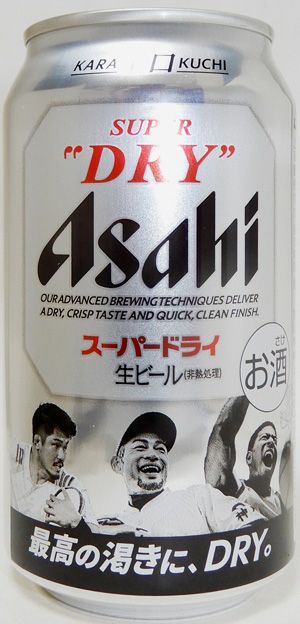 KARA 口 KUCHI
SUPER
"DRY"
Asahi
OUR ADVANCED BREWING TECHNIQUES DELIVER
A DRY, CRISP TASTE AND QUICK, CLEAN FINISH.
スーパードライ
生ビール(非熱処理)
さけ
お酒
最高の渇きに、DRY。